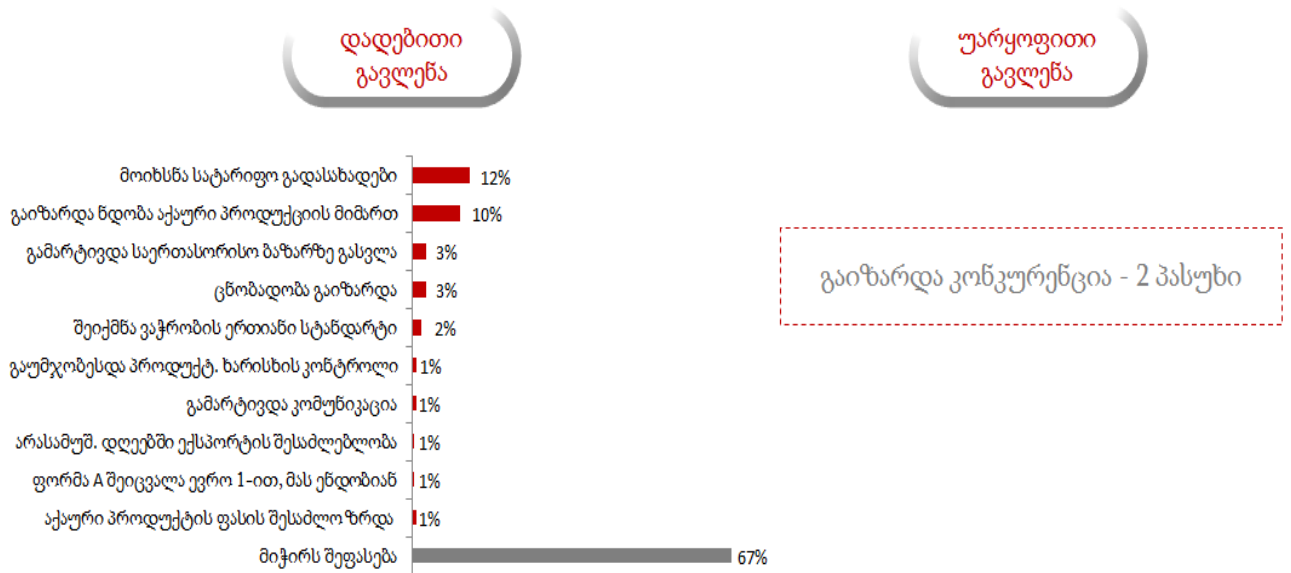 დადებითი
გავლენა
უარყოფითი
გავლენა
მოიხსნა სატარიფო გადასახადები 12%
გაიზარდა ნდობა აქაური პროდუქციის მიმართ 10%
გამარტივდა საერთასორისო ბაზარზე გასვლა 3%
ცნობადობა გაიზარდა 3%
შეიქმნა ვაჭრობის ერთიანი სტანდარტი 2%
გაუმჯობესდა პროდუქტ. ხარისხის კონტროლი 1%
გამარტივდა კომუნიკაცია 1%
არასამუშ. დღეებში ექსპორტის შესაძლებლობა 1%
ფორმა A შეიცვალა ევრო 1-ით, მას ენდობიან 1%
აქაური პროდუქტის ფასის შესაძლო ზრდა 1%
მიჭირს შეფასება 67%
გაიზარდა კონკურენცია - 2 პასუხი